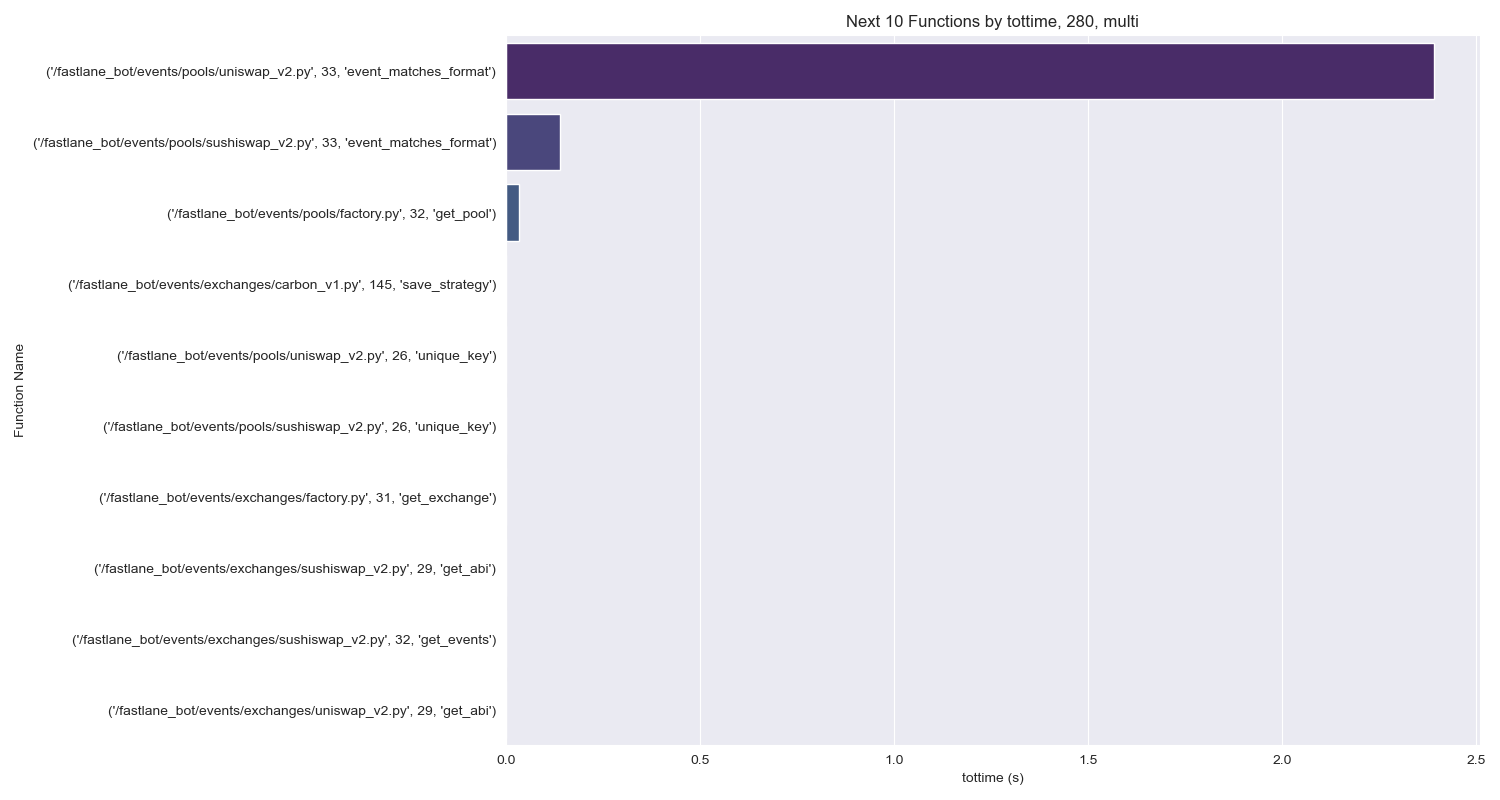 Next 10 Functions by tottime, 280, multi
('/fastlane_bot/events/pools/uniswap_v2.py', 33, 'event_matches_format')
('/fastlane_bot/events/pools/sushiswap_v2.py', 33, 'event_matches_format')
('/fastlane_bot/events/pools/factory.py', 32, 'get_pool')
('/fastlane_bot/events/exchanges/carbon_v1.py', 145, 'save_strategy')
('/fastlane_bot/events/pools/uniswap_v2.py', 26, 'unique_key')
('/fastlane_bot/events/pools/sushiswap_v2.py', 26, 'unique_key')
('/fastlane_bot/events/exchanges/factory.py', 31, 'get_exchange')
('/fastlane_bot/events/exchanges/sushiswap_v2.py', 29, 'get_abi')
('/fastlane_bot/events/exchanges/sushiswap_v2.py', 32, 'get_events')
('/fastlane_bot/events/exchanges/uniswap_v2.py', 29, 'get_abi')
Function Name
0.0 0.5 1.0 1.5 2.0 2.5
tottime (s)